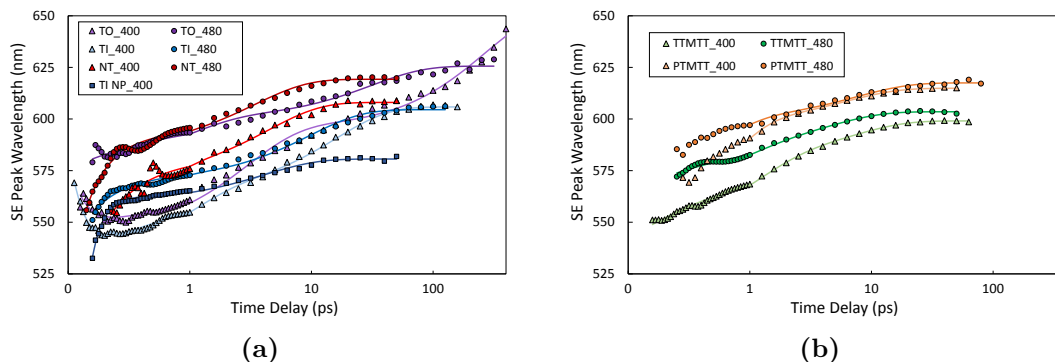 650
625
600
575
550
525
SE Peak Wavelength (nm)
TO_400 TO_480
TI_400 TI_480
NT_400 NT_480
TI NP_400
0 1 10 100
Time Delay (ps)
(a)
650
625
600
575
550
525
SE Peak Wavelength (nm)
TTMTT_400 TTMTT_480
PTMTT_400 PTMTT_480
0 1 10 100
Time Delay (ps)
(b)